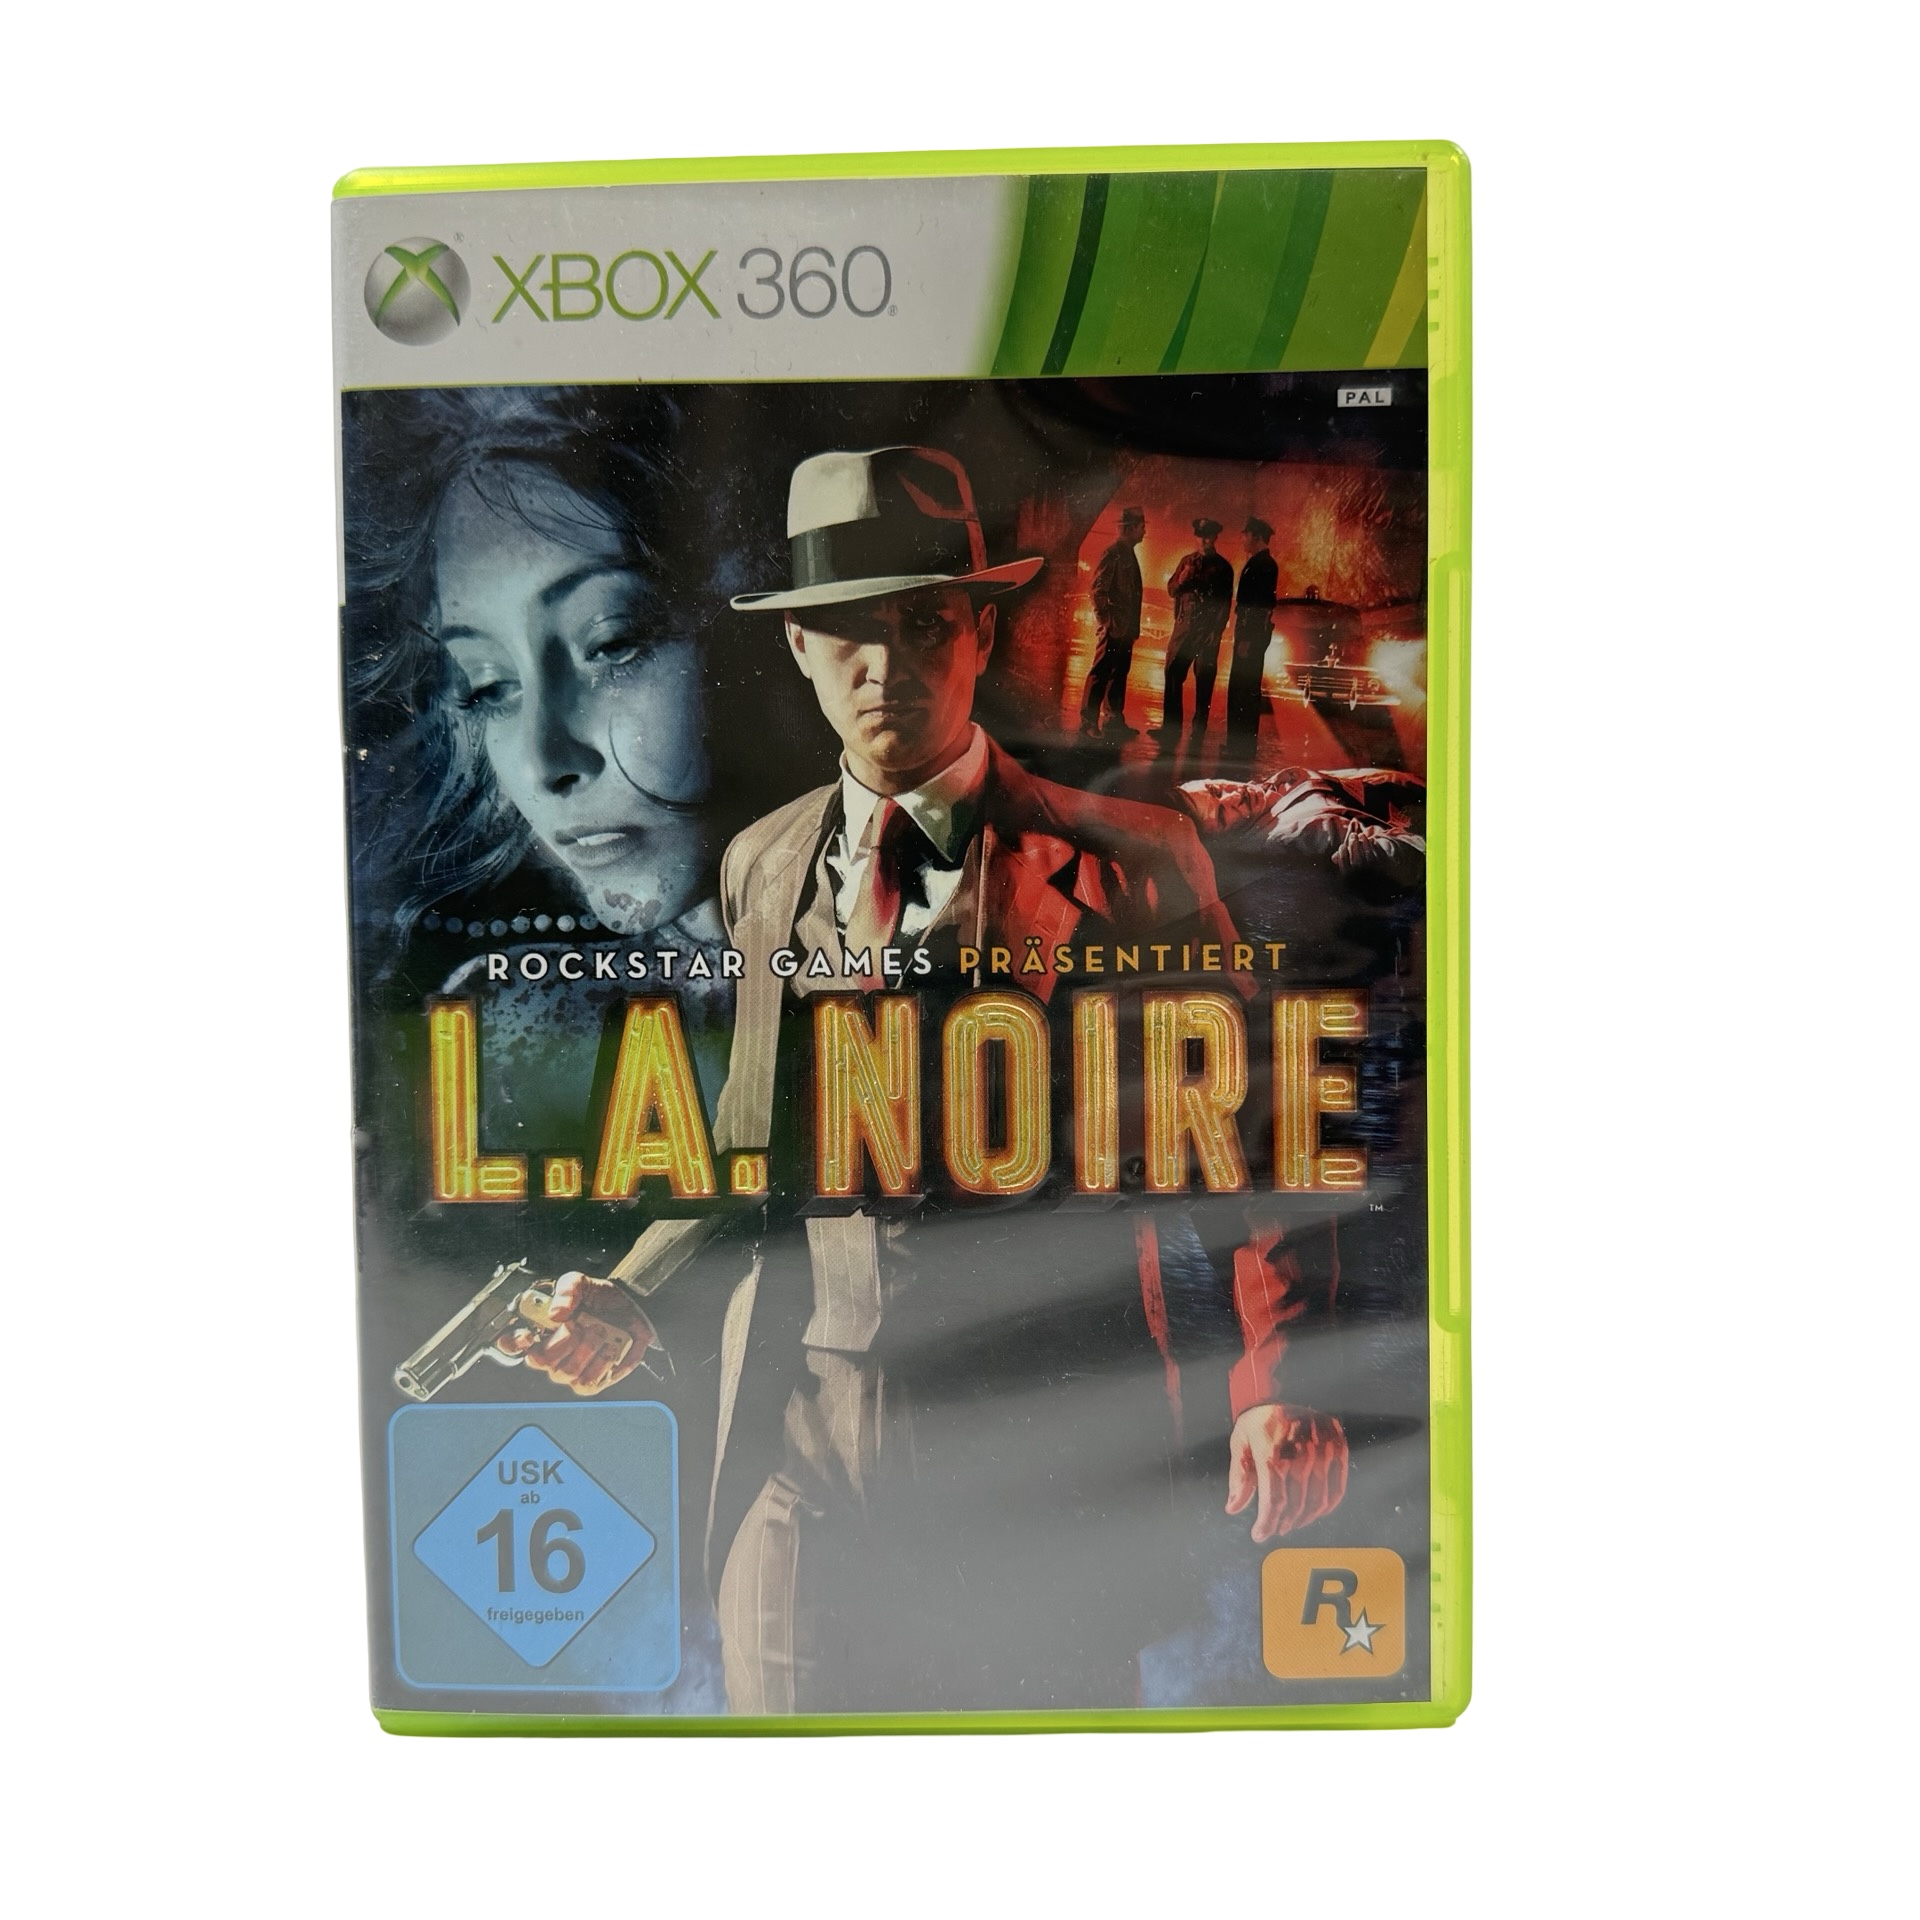 XBOX 360
PAL
ROCKSTAR GAMES PRÄSENTIERT
L.A. NOIRE
TM
USK
ab
16
freigegeben
R